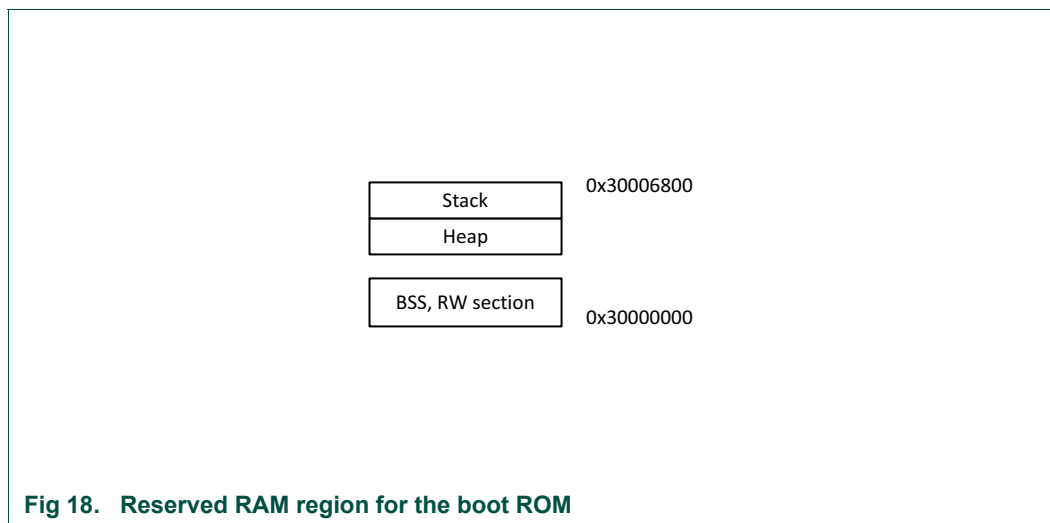 0x30006800
Stack
Heap
BSS, RW section
0x30000000
Fig 18. Reserved RAM region for the boot ROM